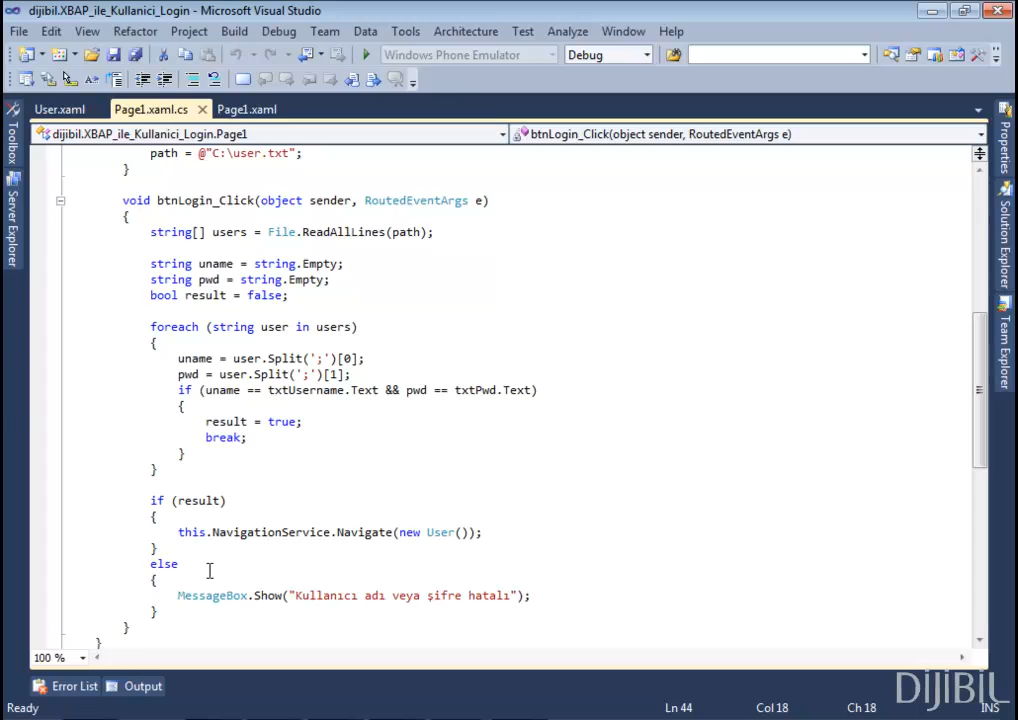 dijibil.XBAP_ile_Kullanici_Login - Microsoft Visual Studio
File Edit View Refactor Project Build Debug Team Data Tools Architecture Test Analyze Window Help
Windows Phone Emulator Debug
User.xaml Page1.xaml.cs Page1.xaml
dijibil.XBAP_ile_Kullanici_Login.Page1 btnLogin_Click(object sender, RoutedEventArgs e)
Toolbox
Server Explorer
Properties
Solution Explorer
Team Explorer
path = @"C:\user.txt";
}
void btnLogin_Click(object sender, RoutedEventArgs e)
{
string[] users = File.ReadAllLines(path);
string uname = string.Empty;
string pwd = string.Empty;
bool result = false;
foreach (string user in users)
{
uname = user.Split(';')[0];
pwd = user.Split(';')[1];
if (uname == txtUsername.Text && pwd == txtPwd.Text)
{
result = true;
break;
}
}
if (result)
{
this.NavigationService.Navigate(new User());
}
else
{
MessageBox.Show("Kullanıcı adı veya şifre hatalı");
}
}
}
100 %
Error List Output
DİJİBİL
Ready Ln 44 Col 18 Ch 18 INS